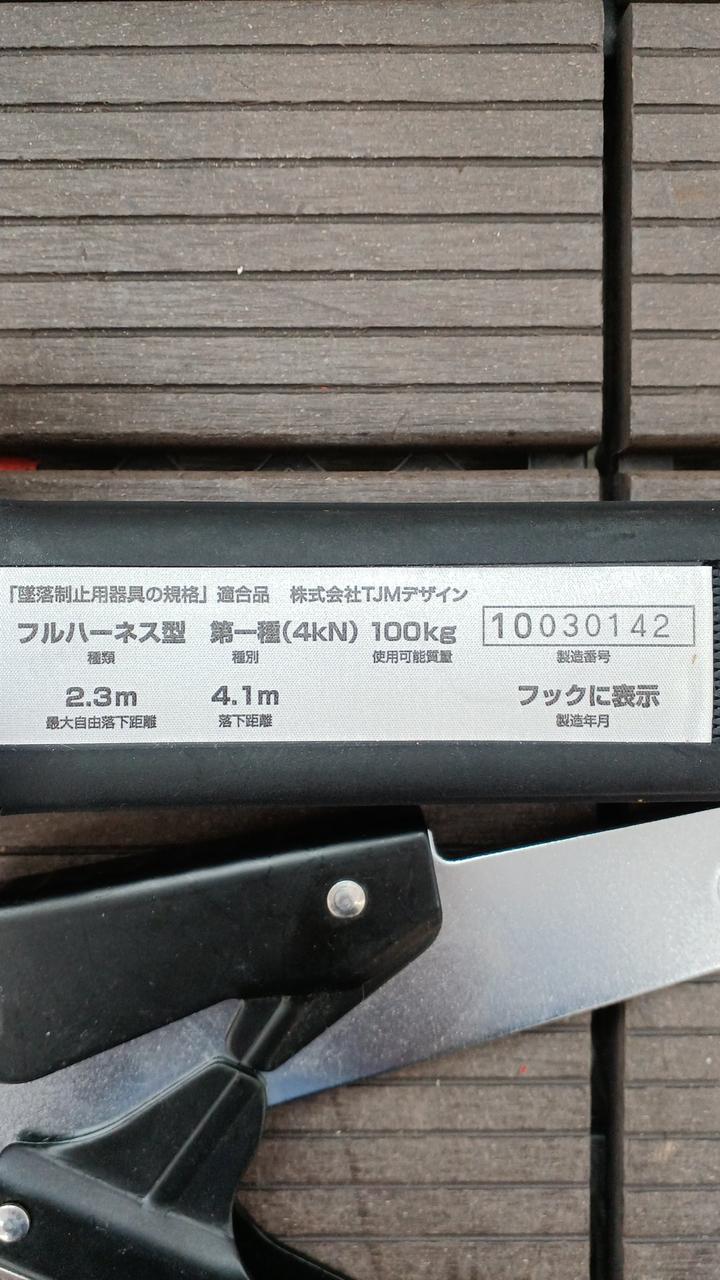 「墜落制止用器具の規格」適合品 株式会社TJMデザイン
フルハーネス型 第一種(4kN) 100kg 10030142
種類 種別 使用可能質量 製造番号
2.3m 4.1m フックに表示
最大自由落下距離 落下距離 製造年月